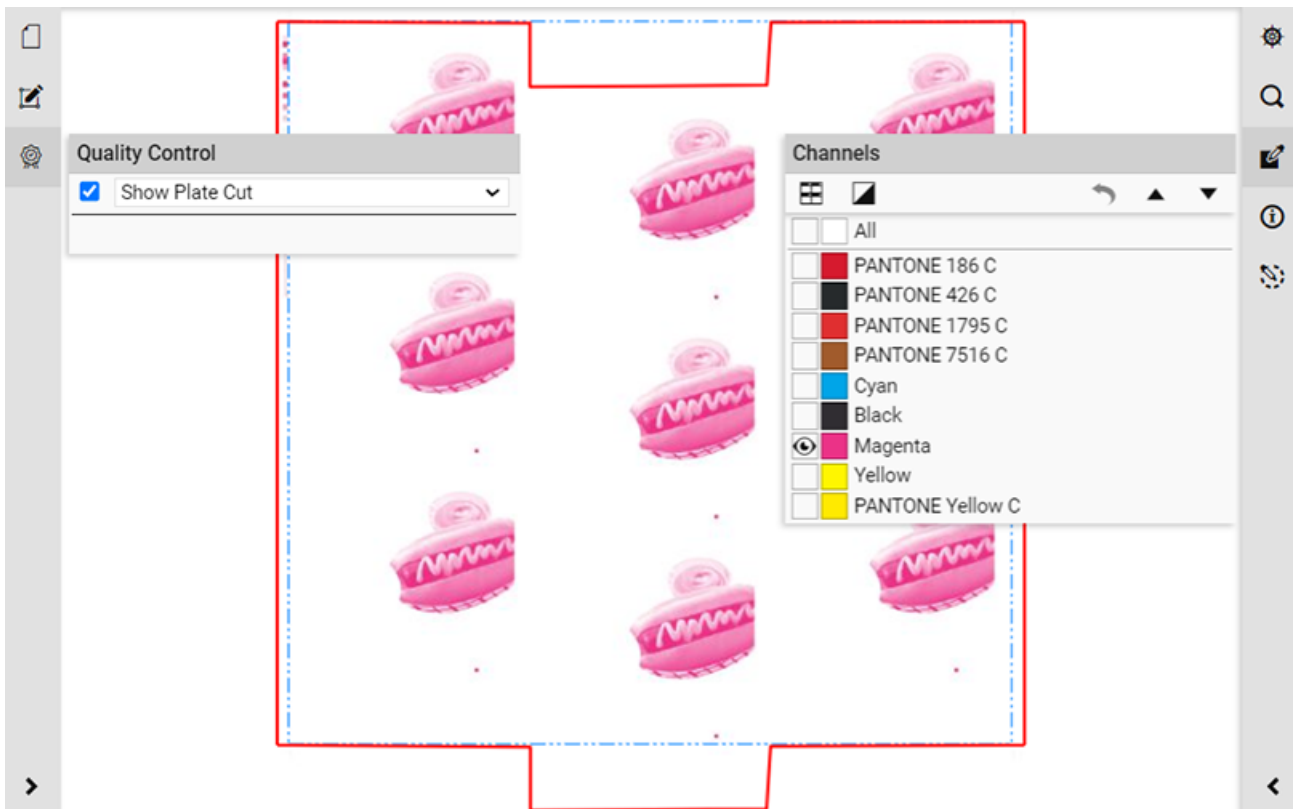 Quality Control
Show Plate Cut
Channels
All
PANTONE 186 C
PANTONE 426 C
PANTONE 1795 C
PANTONE 7516 C
Cyan
Black
Magenta
Yellow
PANTONE Yellow C